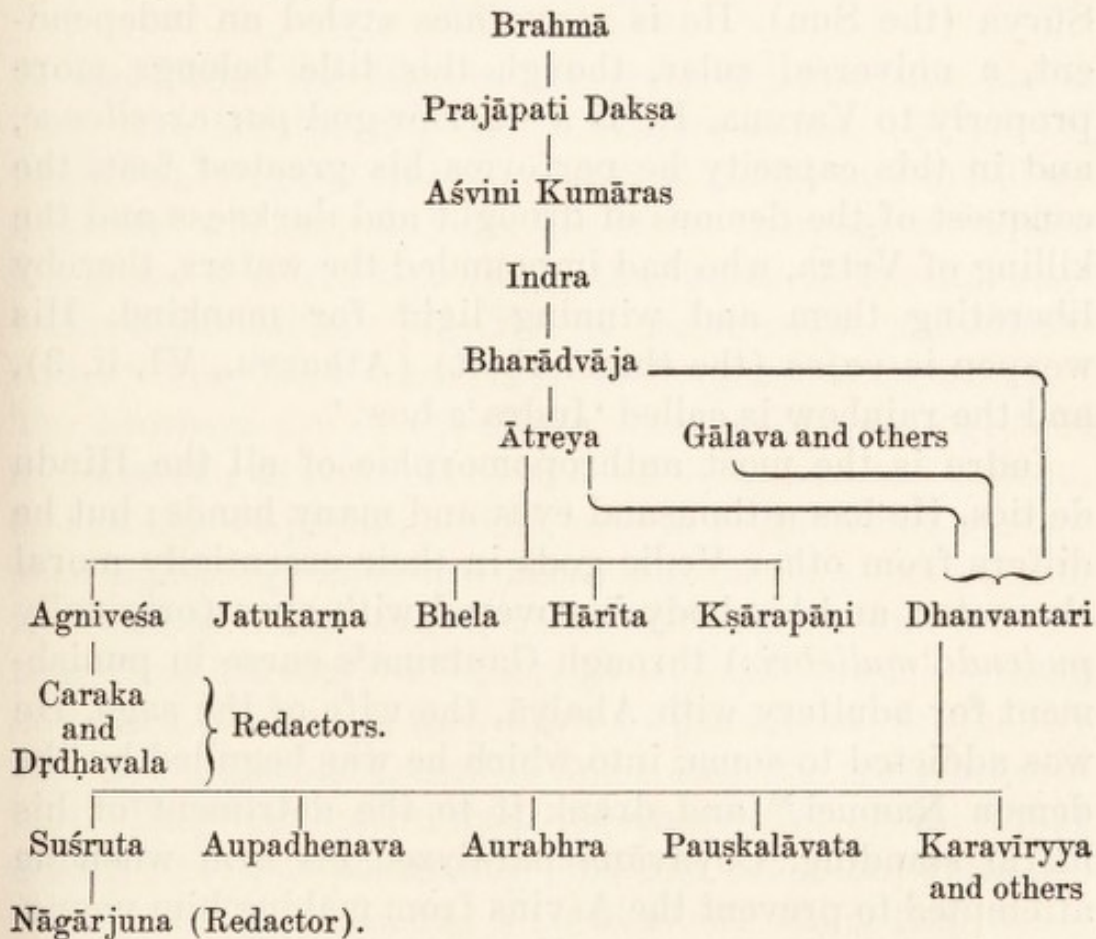 Brahmā
Prajāpati Dakṣa
Aśvini Kumāras
Indra
Bharādvāja
Ātreya Gālava and others
Agniveśa Jatukarṇa Bhela Hārīta Kṣārapāṇi Dhanvantari
Caraka
and
Dṛḍhavala
Redactors.
Suśruta Aupadhenava Aurabhra Pauṣkalāvata Karavīryya
and others
Nāgārjuna (Redactor).